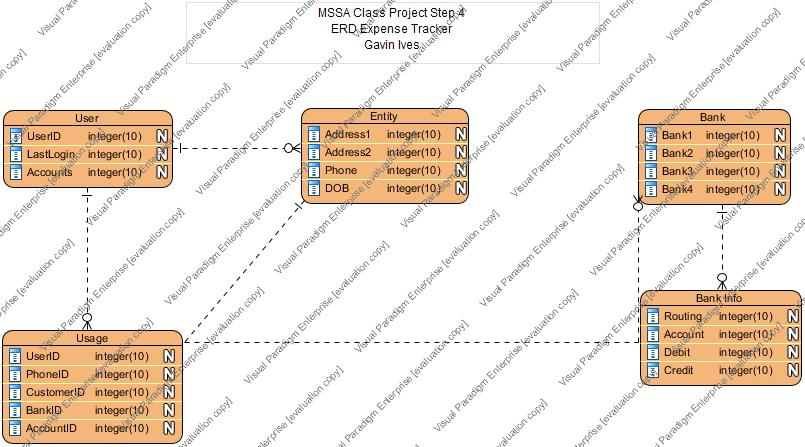 MSSA Class Project Step 4
ERD Expense Tracker
Gavin Ives
User
UserID integer(10) N
LastLogin integer(10) N
Accounts integer(10) N
Entity
Address1 integer(10) N
Address2 integer(10) N
Phone integer(10) N
DOB integer(10) N
Bank
Bank1 integer(10) N
Bank2 integer(10) N
Bank3 integer(10) N
Bank4 integer(10) N
Usage
UserID integer(10) N
PhoneID integer(10) N
CustomerID integer(10) N
BankID integer(10) N
AccountID integer(10) N
Bank Info
Routing integer(10) N
Account integer(10) N
Debit integer(10) N
Credit integer(10) N
Visual Paradigm Enterprise [evaluation copy]